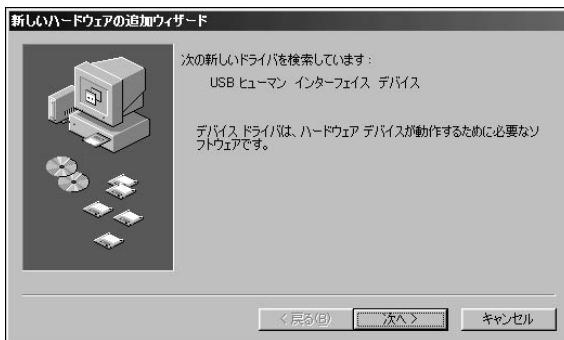 新しいハードウェアの追加ウィザード
次の新しいドライバを検索しています:
USB ヒューマン インターフェイス デバイス
デバイス ドライバは、ハードウェア デバイスが動作するために必要なソ
フトウェアです。
< 戻る(B)
次へ >
キャンセル